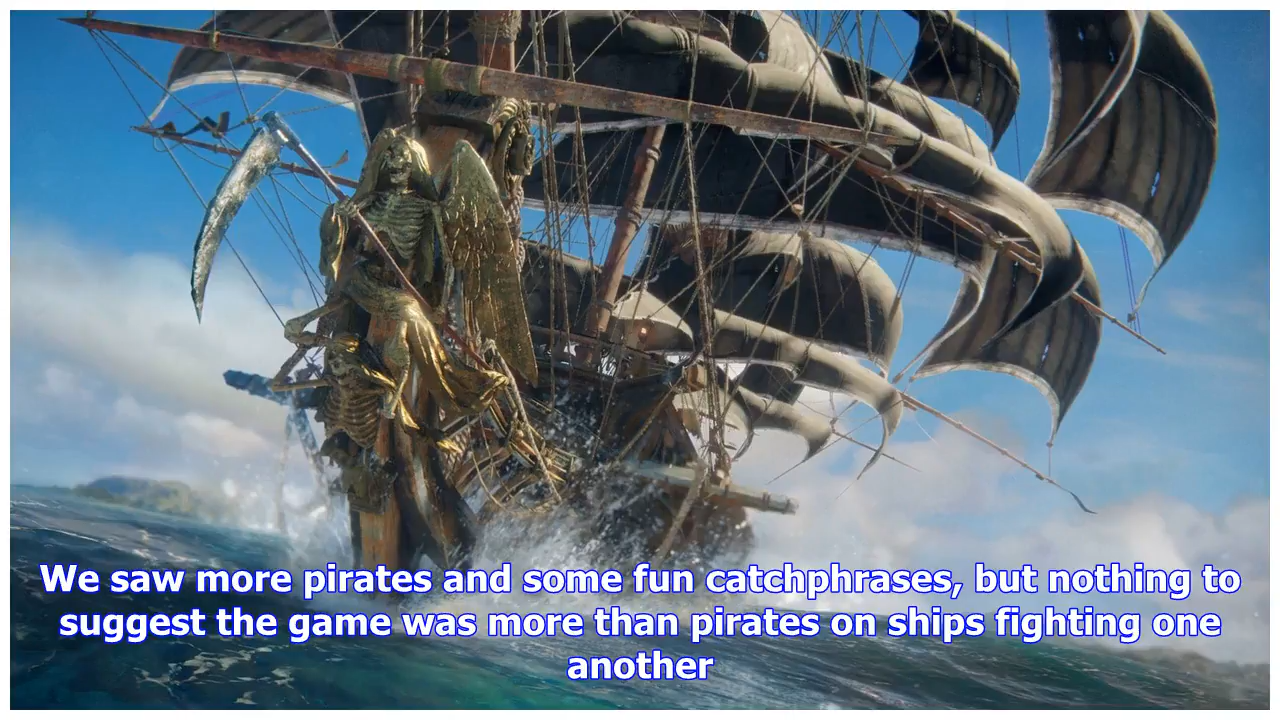 We saw more pirates and some fun catchphrases, but nothing to
suggest the game was more than pirates on ships fighting one
another